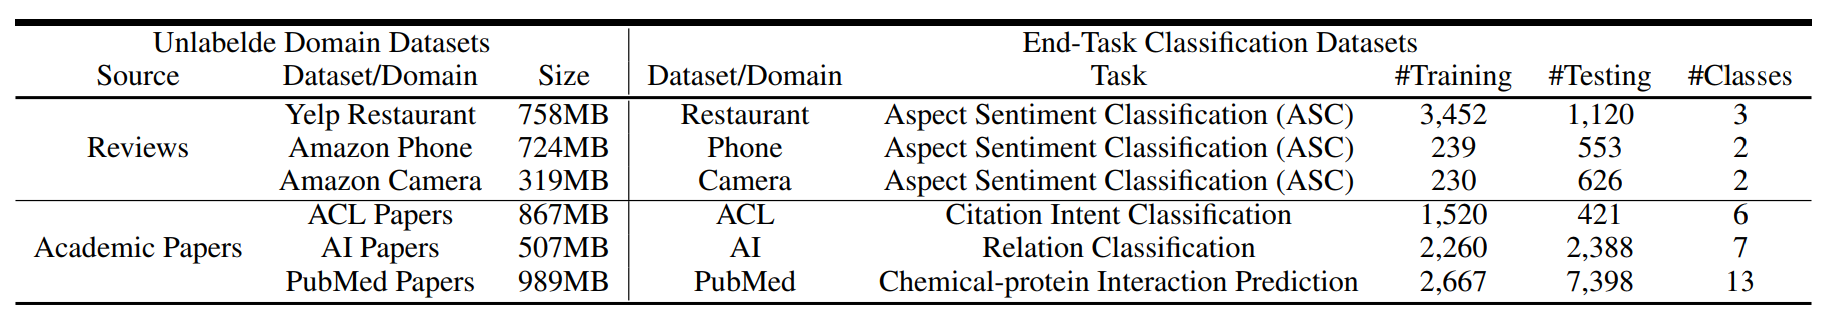 Unlabelde Domain Datasets End-Task Classification Datasets
Source Dataset/Domain Size Dataset/Domain Task #Training #Testing #Classes
Yelp Restaurant 758MB Restaurant Aspect Sentiment Classification (ASC) 3,452 1,120 3
Reviews Amazon Phone 724MB Phone Aspect Sentiment Classification (ASC) 239 553 2
Amazon Camera 319MB Camera Aspect Sentiment Classification (ASC) 230 626 2
ACL Papers 867MB ACL Citation Intent Classification 1,520 421 6
Academic Papers AI Papers 507MB AI Relation Classification 2,260 2,388 7
PubMed Papers 989MB PubMed Chemical-protein Interaction Prediction 2,667 7,398 13